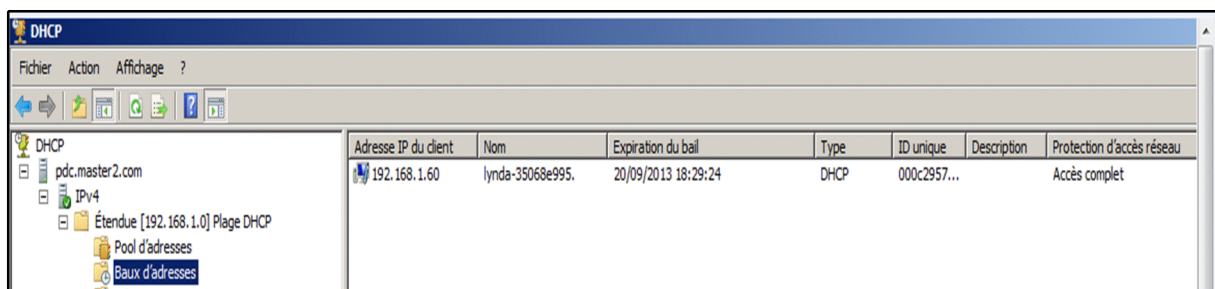 DHCP
Fichier Action Affichage ?
DHCP
pdc.master2.com
IPv4
Étendue [192.168.1.0] Plage DHCP
Pool d'adresses
Baux d'adresses
Adresse IP du client Nom Expiration du bail Type ID unique Description Protection d'accès réseau
192.168.1.60 lynda-35068e995. 20/09/2013 18:29:24 DHCP 000c2957... Accès complet